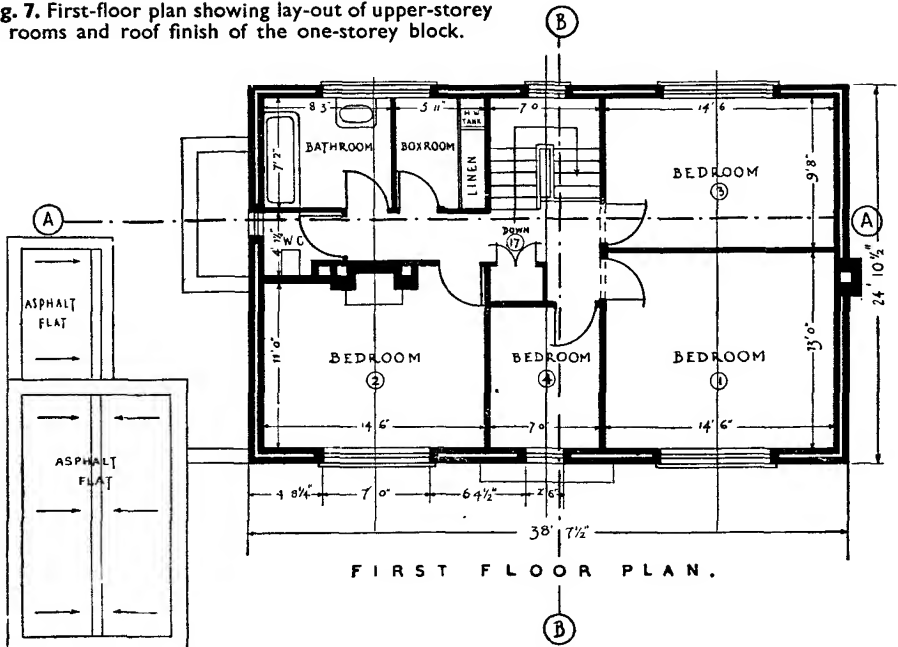 g. 7. First-floor plan showing lay-out of upper-storey
rooms and roof finish of the one-storey block.
B
8 3"
5 11"
7 0"
14' 6
H.W.
TANK
BATHROOM
BOXROOM
LINEN
7' 2"
BEDROOM
3
9' 8"
A
A
WC
DOWN
17
24' 10½"
ASPHALT
FLAT
11' 0"
BEDROOM
2
BEDROOM
4
BEDROOM
1
13' 0"
14' 6"
7 0"
14' 6"
ASPHALT
FLAT
4 8¼"
7' 0"
6 4½"
2' 6"
38' 7½"
FIRST FLOOR PLAN.
B